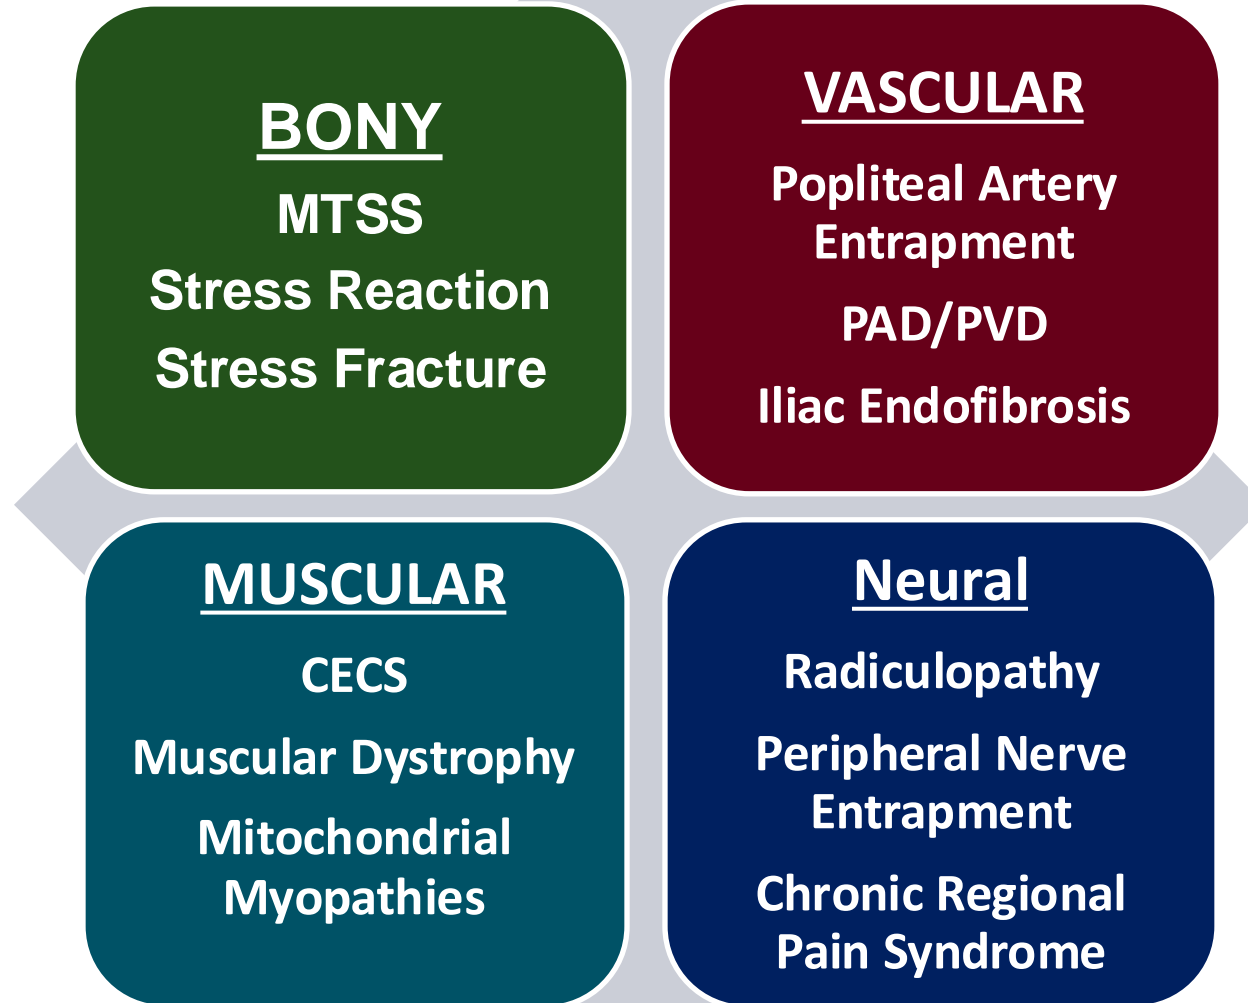 BONY
MTSS
Stress Reaction
Stress Fracture
VASCULAR
Popliteal Artery
Entrapment
PAD/PVD
Iliac Endofibrosis
MUSCULAR
CECS
Muscular Dystrophy
Mitochondrial
Myopathies
Neural
Radiculopathy
Peripheral Nerve
Entrapment
Chronic Regional
Pain Syndrome